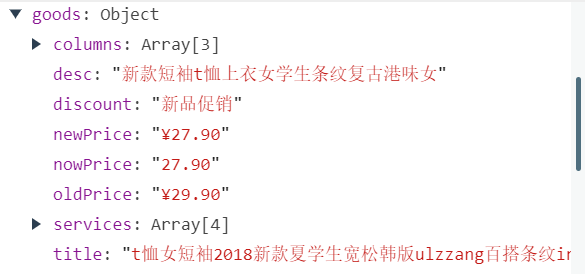 goods: Object
columns: Array[3]
desc: "新款短袖t恤上衣女学生条纹复古港味女"
discount: "新品促销"
newPrice: "¥27.90"
nowPrice: "27.90"
oldPrice: "¥29.90"
services: Array[4]
title: "t恤女短袖2018新款夏学生宽松韩版ulzzang百搭条纹in